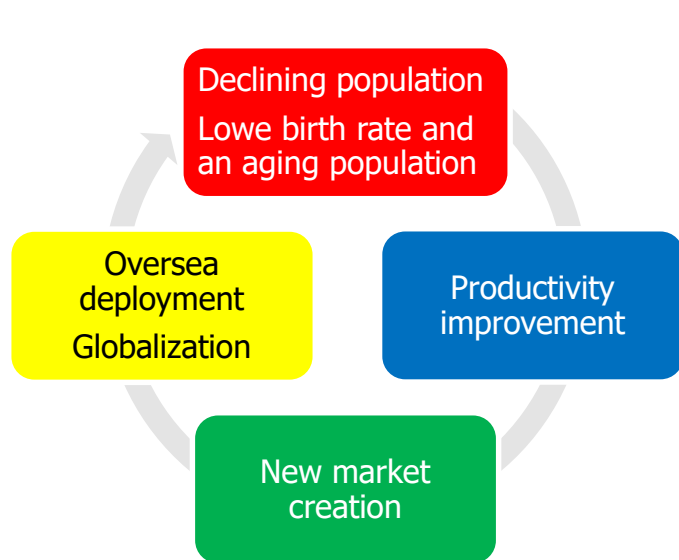 Declining population
Lowe birth rate and
an aging population
Productivity
improvement
New market
creation
Oversea
deployment
Globalization